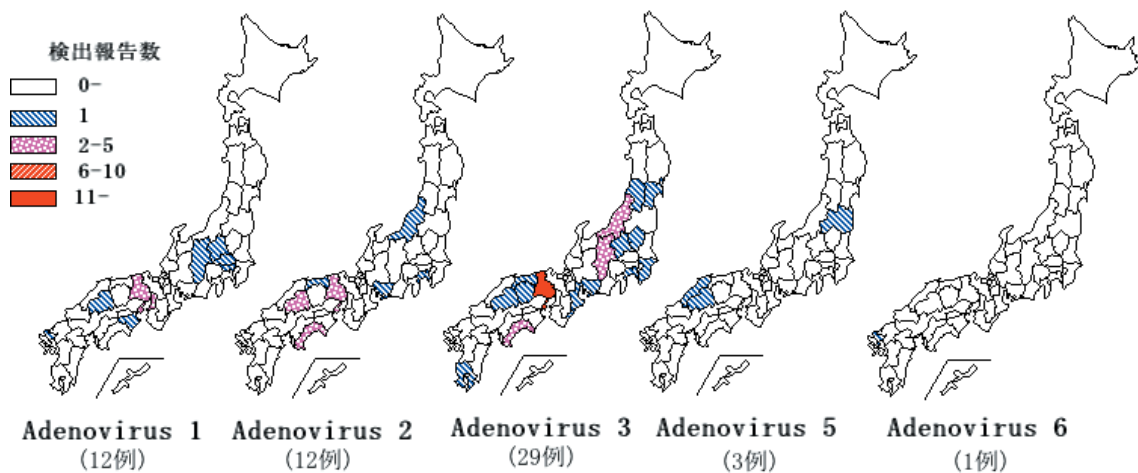 検出報告数
0-
1
2-5
6-10
11-
Adenovirus 1
(12例)
Adenovirus 2
(12例)
Adenovirus 3
(29例)
Adenovirus 5
(3例)
Adenovirus 6
(1例)